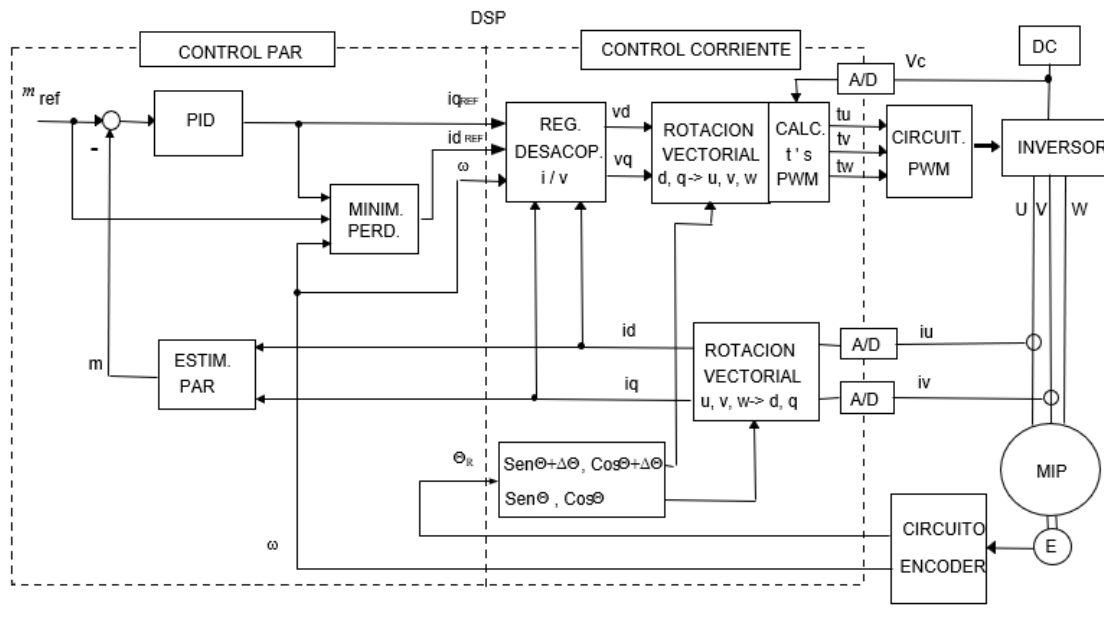 DSP
CONTROL PAR
CONTROL CORRIENTE
DC
A/D
Vc
m ref
-
PID
iqREF
id REF
ω
REG.
DESACOP.
i / v
vd
vq
ROTACION
VECTORIAL
d, q-> u, v, w
CALC.
t ' s
PWM
tu
tv
tw
CIRCUIT.
PWM
INVERSOR
MINIM.
PERD.
U
V
W
m
ESTIM.
PAR
id
iq
ROTACION
VECTORIAL
u, v, w-> d, q
A/D
iu
A/D
iv
ΘR
SenΘ+ΔΘ, CosΘ+ΔΘ
SenΘ , CosΘ
MIP
E
CIRCUITO
ENCODER
ω